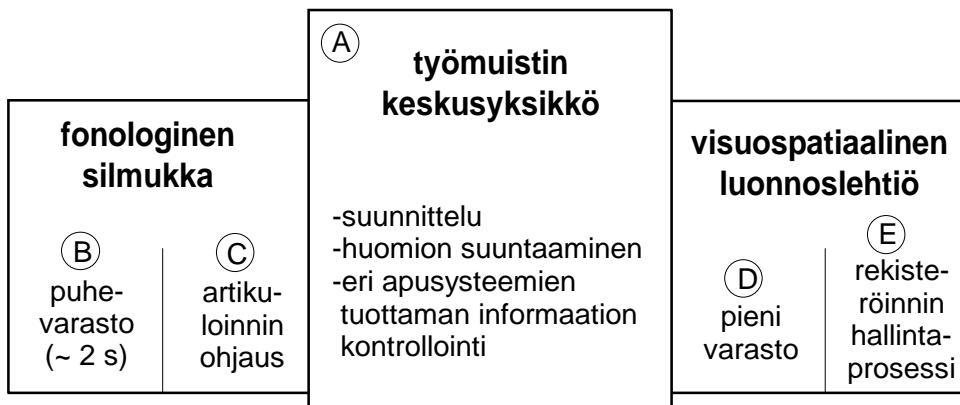 A
työmuistin
keskusyksikkö
-suunnittelu
-huomion suuntaaminen
-eri apusysteemien
tuottaman informaation
kontrollointi
fonologinen
silmukka
B
puhe-
varasto
(~ 2 s)
C
artiku-
loinnin
ohjaus
visuospatiaalinen
luonnoslehtiö
D
pieni
varasto
E
rekiste-
röinnin
hallinta-
prosessi